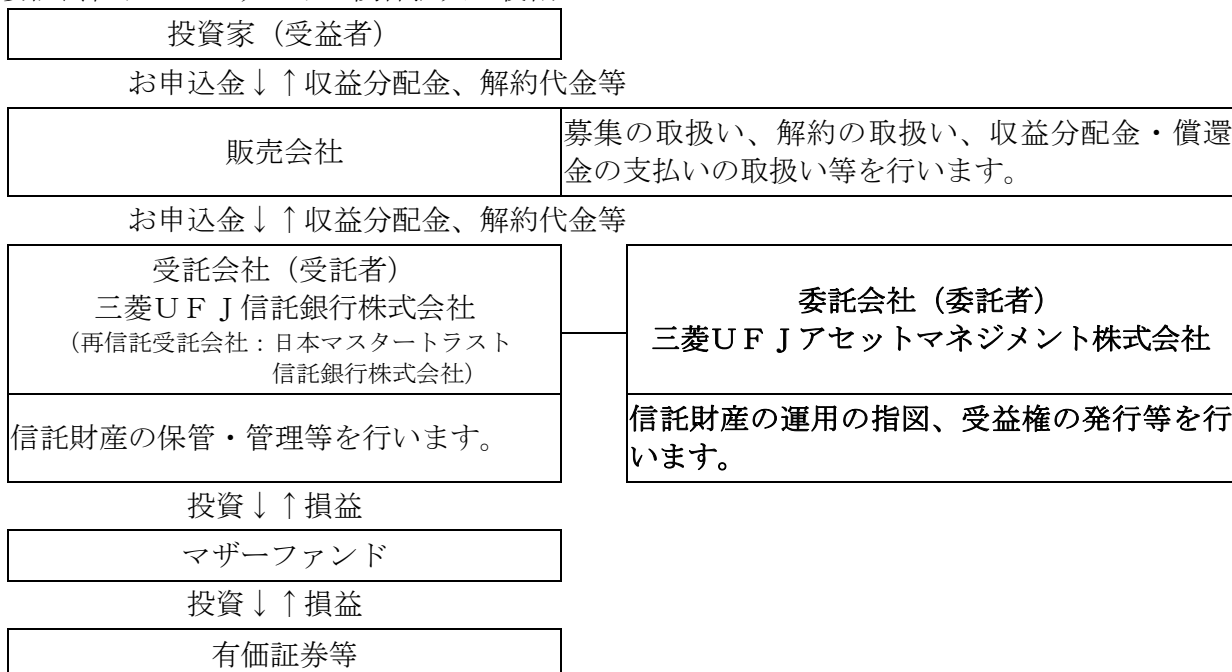 投資家（受益者）
お申込金↓↑収益分配金、解約代金等
販売会社
募集の取扱い、解約の取扱い、収益分配金・償還
金の支払いの取扱い等を行います。
お申込金↓↑収益分配金、解約代金等
受託会社（受託者）
三菱ＵＦＪ信託銀行株式会社
（再信託受託会社：日本マスタートラスト
信託銀行株式会社）
委託会社（委託者）
三菱ＵＦＪアセットマネジメント株式会社
信託財産の保管・管理等を行います。
信託財産の運用の指図、受益権の発行等を行
います。
投資↓↑損益
マザーファンド
投資↓↑損益
有価証券等